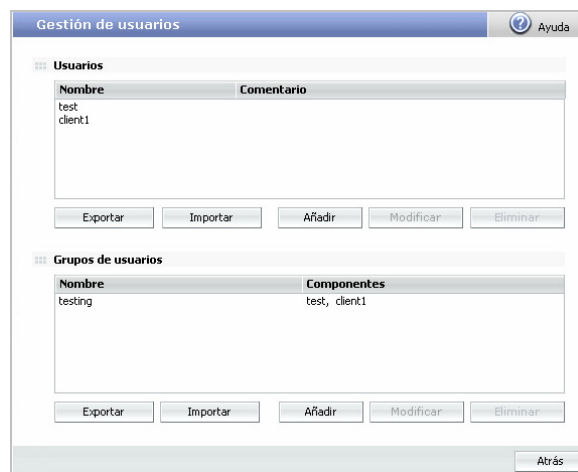 Gestión de usuarios
Ayuda
Usuarios
Nombre Comentario
test
client1
Exportar Importar Añadir Modificar Eliminar
Grupos de usuarios
Nombre Componentes
testing test, client1
Exportar Importar Añadir Modificar Eliminar
Atrás